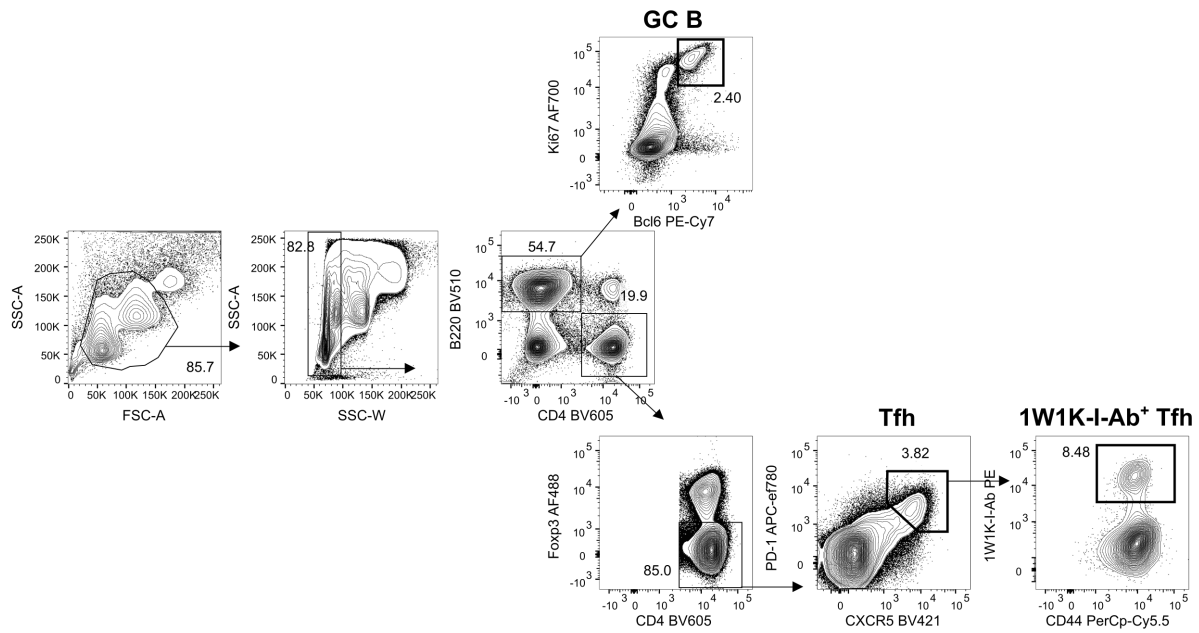 GC B
10 5
10 4
10 3
0
-10 3
Ki67 AF700
2.40
0 10 3 10 4
Bcl6 PE-Cy7
250K
200K
150K
100K
50K
0
SSC-A
85.7
0 50K 100K 150K 200K 250K
FSC-A
250K
200K
150K
100K
50K
0
SSC-A
82.8
0 50K 100K 150K 200K 250K
SSC-W
10 5
10 4
10 3
0
B220 BV510
54.7
19.9
-10 3 0 10 3 10 4 10 5
CD4 BV605
10 5
10 4
10 3
0
-10 3
Foxp3 AF488
85.0
-10 3 0 10 3 10 4 10 5
CD4 BV605
Tfh
10 5
10 4
10 3
0
PD-1 APC-ef780
3.82
0 10 3 10 4 10 5
CXCR5 BV421
1W1K-I-Ab+ Tfh
10 5
10 4
10 3
0
1W1K-I-Ab PE
8.48
-10 3 0 10 3 10 4 10 5
CD44 PerCp-Cy5.5